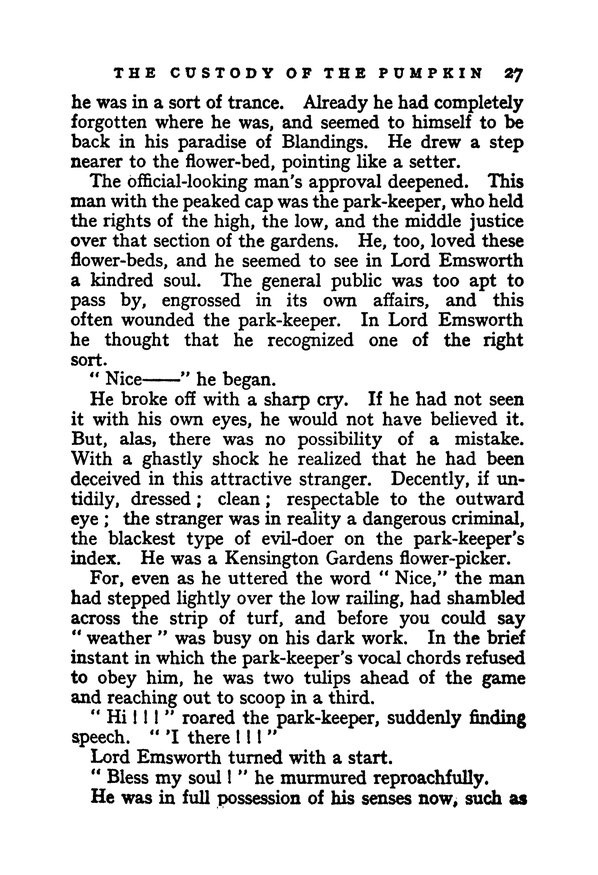 THE CUSTODY OF THE PUMPKIN 27
he was in a sort of trance. Already he had completely
forgotten where he was, and seemed to himself to be
back in his paradise of Blandings. He drew a step
nearer to the flower-bed, pointing like a setter.
The official-looking man's approval deepened. This
man with the peaked cap was the park-keeper, who held
the rights of the high, the low, and the middle justice
over that section of the gardens. He, too, loved these
flower-beds, and he seemed to see in Lord Emsworth
a kindred soul. The general public was too apt to
pass by, engrossed in its own affairs, and this
often wounded the park-keeper. In Lord Emsworth
he thought that he recognized one of the right
sort.
" Nice——" he began.
He broke off with a sharp cry. If he had not seen
it with his own eyes, he would not have believed it.
But, alas, there was no possibility of a mistake.
With a ghastly shock he realized that he had been
deceived in this attractive stranger. Decently, if un-
tidily, dressed ; clean ; respectable to the outward
eye ; the stranger was in reality a dangerous criminal,
the blackest type of evil-doer on the park-keeper's
index. He was a Kensington Gardens flower-picker.
For, even as he uttered the word " Nice," the man
had stepped lightly over the low railing, had shambled
across the strip of turf, and before you could say
" weather " was busy on his dark work. In the brief
instant in which the park-keeper's vocal chords refused
to obey him, he was two tulips ahead of the game
and reaching out to scoop in a third.
" Hi ! ! ! " roared the park-keeper, suddenly finding
speech. " 'I there ! ! ! "
Lord Emsworth turned with a start.
" Bless my soul ! " he murmured reproachfully.
He was in full possession of his senses now, such as